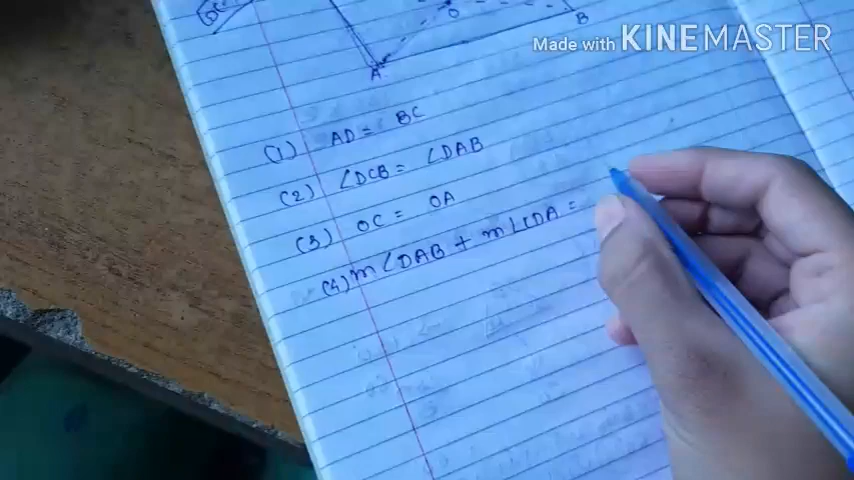 O
B
Made with KINEMASTER
A
(1) AD = BC
(2) ∠DCB = ∠DAB
(3) OC = OA
(4) m∠DAB + m∠CDA =